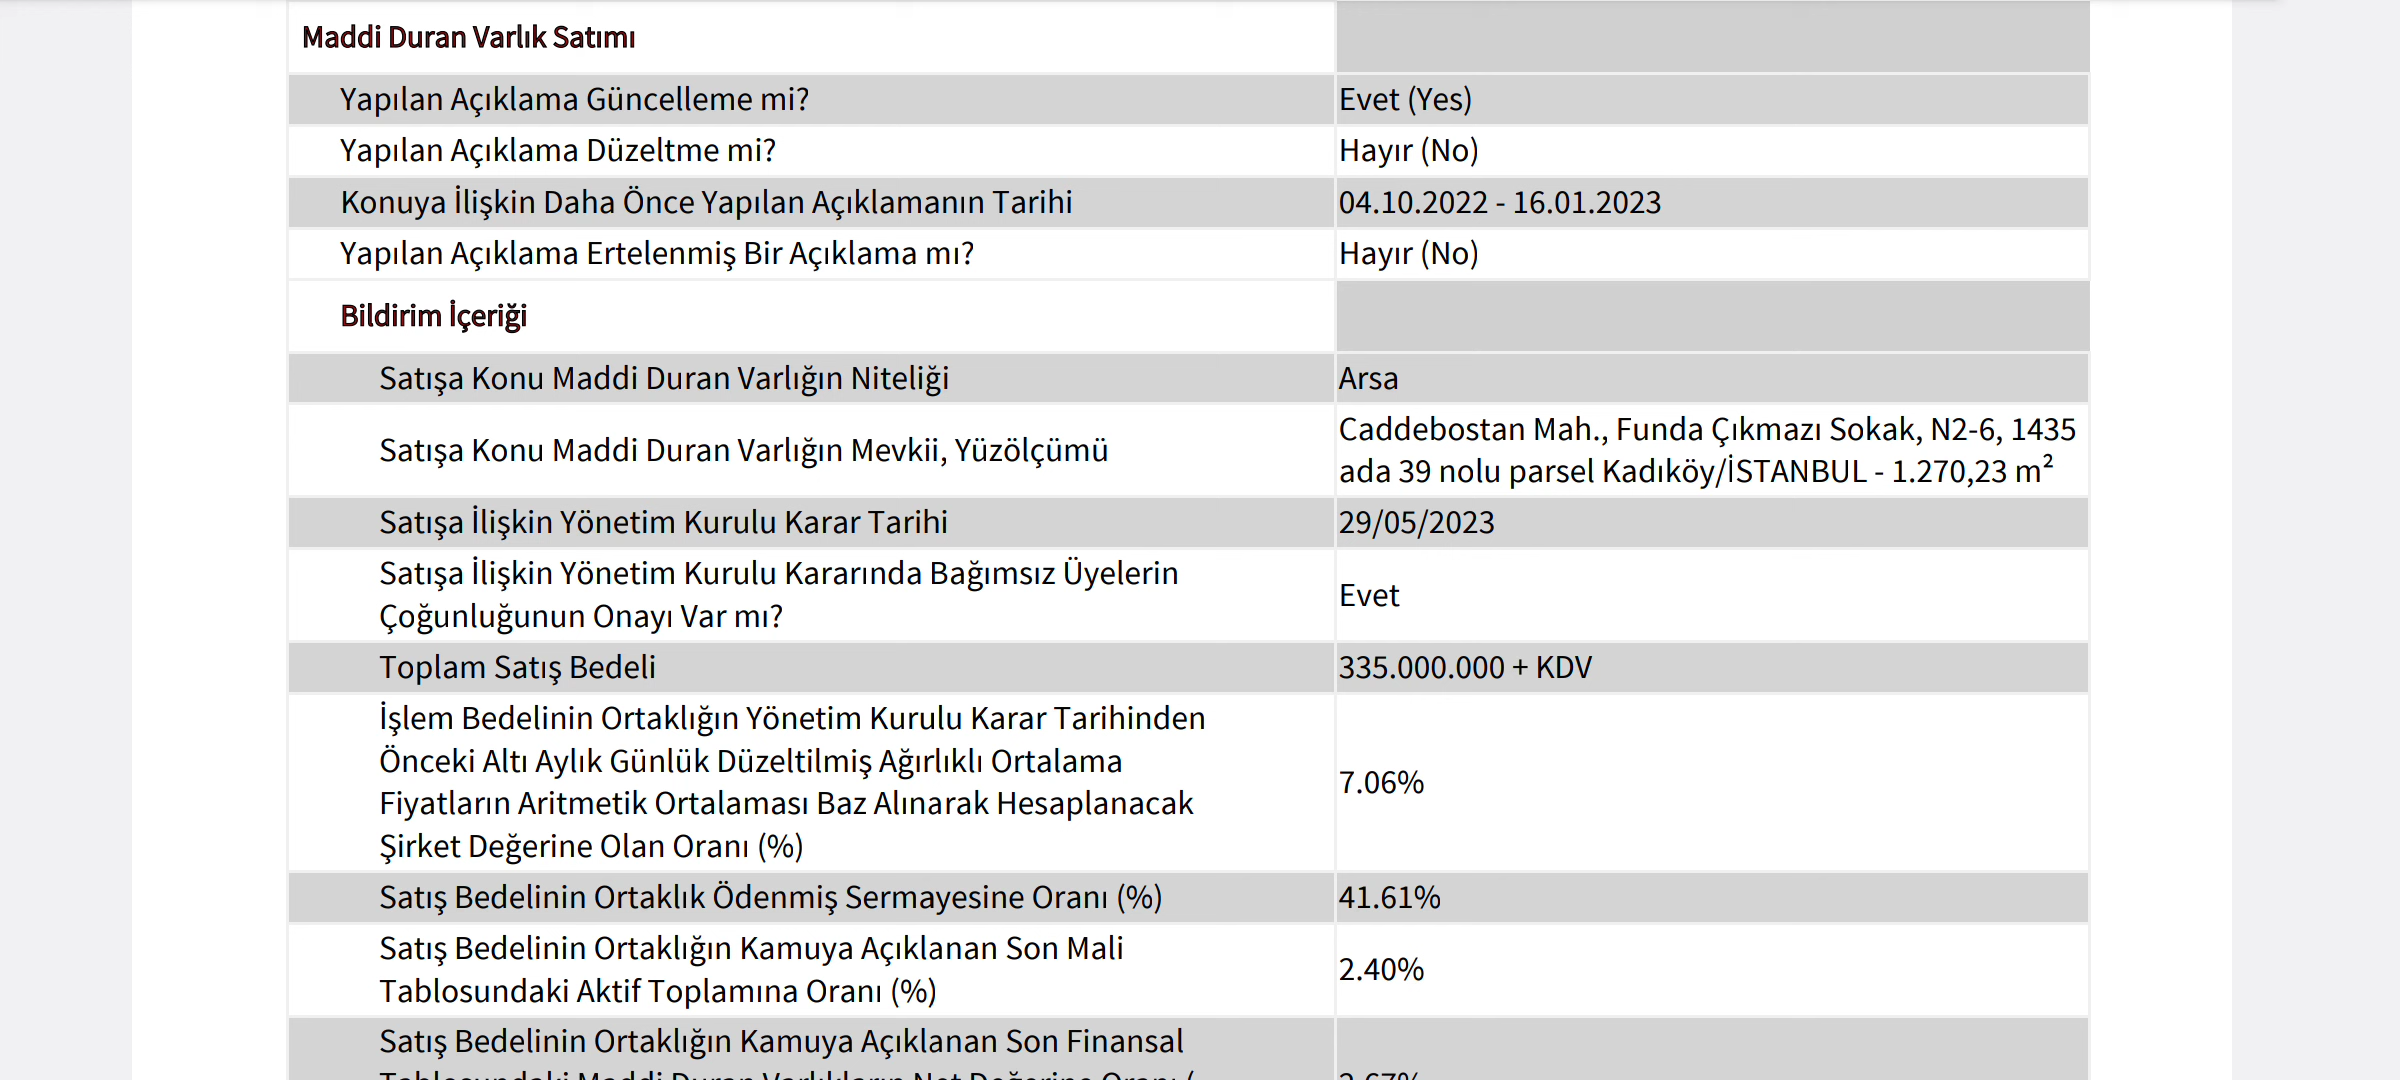 Maddi Duran Varlık Satımı
Yapılan Açıklama Güncelleme mi?
Evet (Yes)
Yapılan Açıklama Düzeltme mi?
Hayır (No)
Konuya İlişkin Daha Önce Yapılan Açıklamanın Tarihi
04.10.2022 - 16.01.2023
Yapılan Açıklama Ertelenmiş Bir Açıklama mı?
Hayır (No)
Bildirim İçeriği
Satışa Konu Maddi Duran Varlığın Niteliği
Arsa
Satışa Konu Maddi Duran Varlığın Mevkii, Yüzölçümü
Caddebostan Mah., Funda Çıkmazı Sokak, N2-6, 1435
ada 39 nolu parsel Kadıköy/İSTANBUL - 1.270,23 m²
Satışa İlişkin Yönetim Kurulu Karar Tarihi
29/05/2023
Satışa İlişkin Yönetim Kurulu Kararında Bağımsız Üyelerin
Çoğunluğunun Onayı Var mı?
Evet
Toplam Satış Bedeli
335.000.000 + KDV
İşlem Bedelinin Ortaklığın Yönetim Kurulu Karar Tarihinden
Önceki Altı Aylık Günlük Düzeltilmiş Ağırlıklı Ortalama
Fiyatların Aritmetik Ortalaması Baz Alınarak Hesaplanacak
Şirket Değerine Olan Oranı (%)
7.06%
Satış Bedelinin Ortaklık Ödenmiş Sermayesine Oranı (%)
41.61%
Satış Bedelinin Ortaklığın Kamuya Açıklanan Son Mali
Tablosundaki Aktif Toplamına Oranı (%)
2.40%
Satış Bedelinin Ortaklığın Kamuya Açıklanan Son Finansal
Tablosundaki Maddi Duran Varlıkların Net Değerine Oranı (